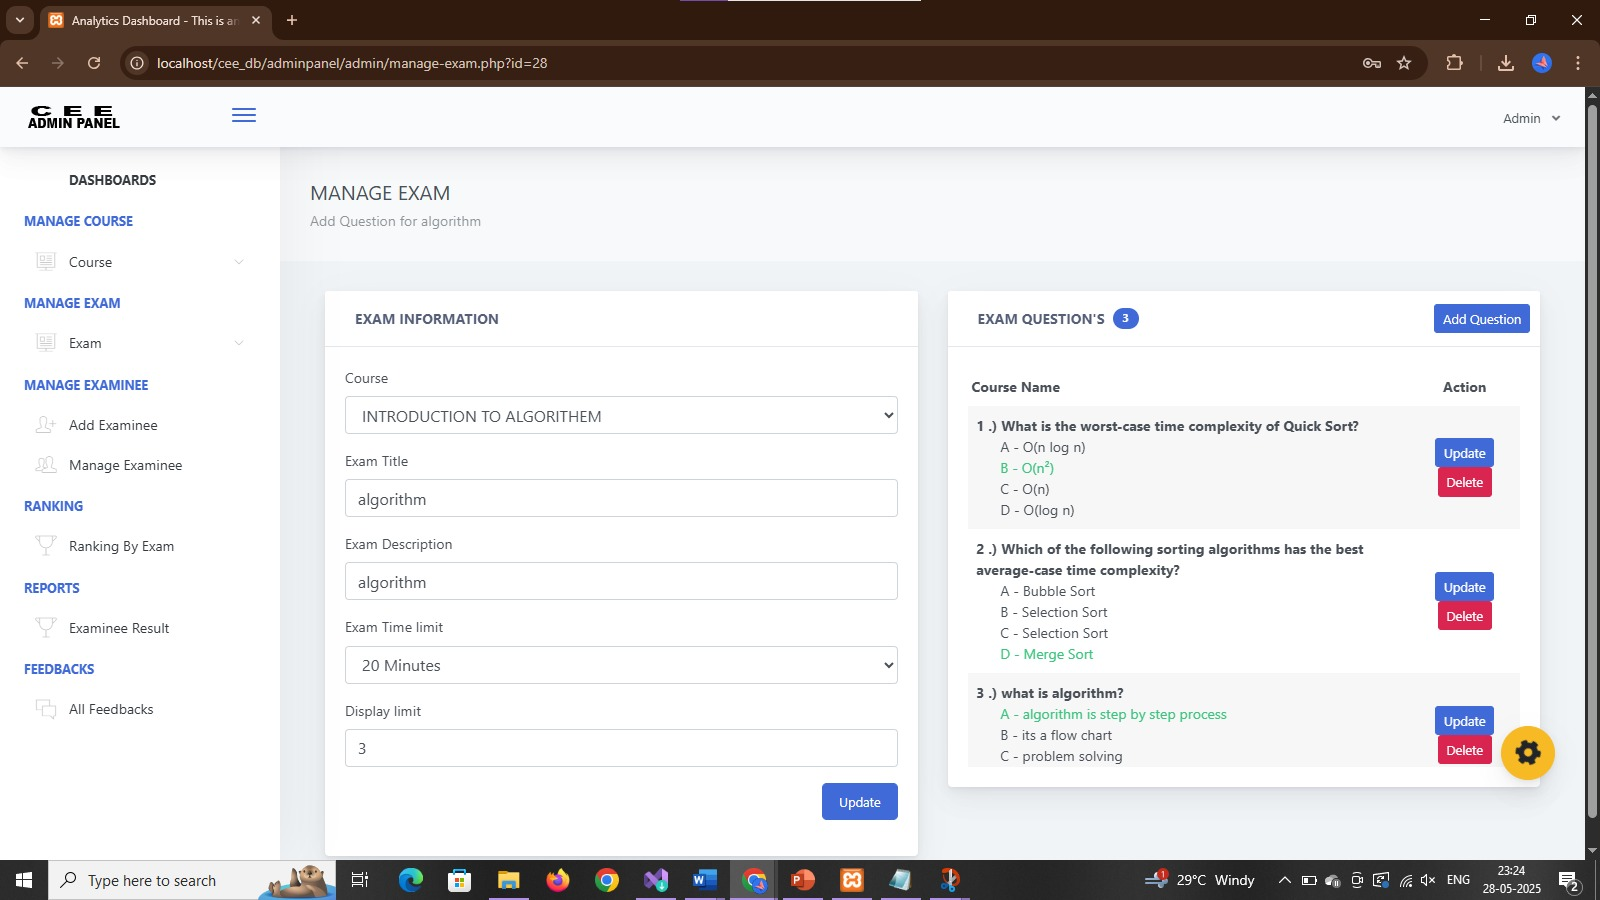 Analytics Dashboard - This is an
localhost/cee_db/adminpanel/admin/manage-exam.php?id=28
C E E
ADMIN PANEL
Admin
DASHBOARDS
MANAGE COURSE
Course
MANAGE EXAM
Exam
MANAGE EXAMINEE
Add Examinee
Manage Examinee
RANKING
Ranking By Exam
REPORTS
Examinee Result
FEEDBACKS
All Feedbacks
MANAGE EXAM
Add Question for algorithm
EXAM INFORMATION
Course
INTRODUCTION TO ALGORITHEM
Exam Title
algorithm
Exam Description
algorithm
Exam Time limit
20 Minutes
Display limit
3
Update
EXAM QUESTION'S 3
Add Question
Course Name Action
1 .) What is the worst-case time complexity of Quick Sort?
A - O(n log n)
B - O(n²)
C - O(n)
D - O(log n)
Update
Delete
2 .) Which of the following sorting algorithms has the best
average-case time complexity?
A - Bubble Sort
B - Selection Sort
C - Selection Sort
D - Merge Sort
Update
Delete
3 .) what is algorithm?
A - algorithm is step by step process
B - its a flow chart
C - problem solving
Update
Delete
Type here to search
29°C Windy
ENG
23:24
28-05-2025
2